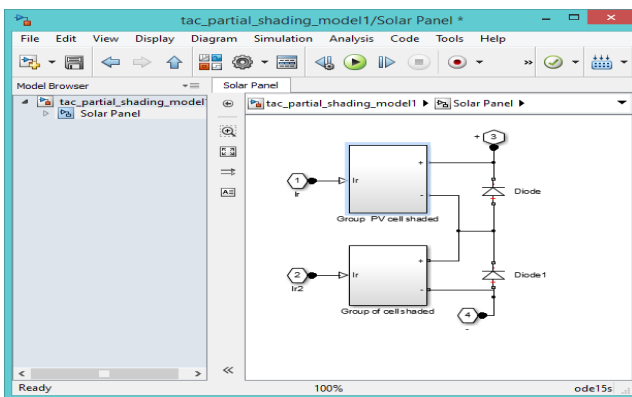 tac_partial_shading_model1/Solar Panel *
File Edit View Display Diagram Simulation Analysis Code Tools Help
Model Browser
Solar Panel
tac_partial_shading_model
Solar Panel
tac_partial_shading_model1 Solar Panel
+ 3
1
Ir
Ir
+
-
Diode
Group PV cell shaded
2
Ir2
Ir
+
-
Diode1
Group of cell shaded
4
-
Ready 100% ode15s